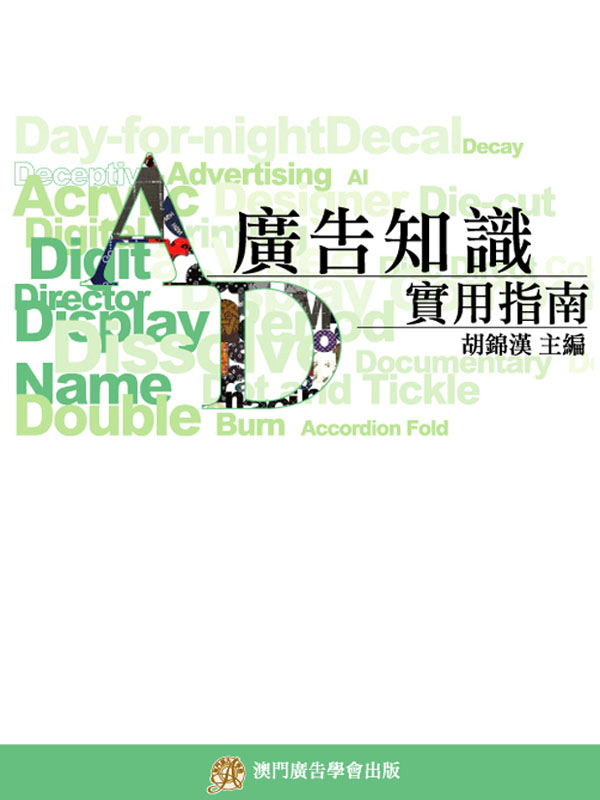 Day-for-nightDecal Decay
Deceptiv Advertising AI
Acrylic Designer Die-cut
Digital Print
Digit
廣告知識
Director
實用指南
Display Period
胡錦漢 主編
Dissolve Documentary
Name Dot and Tickle
Double Burn Accordion Fold
AD
澳門廣告學會出版